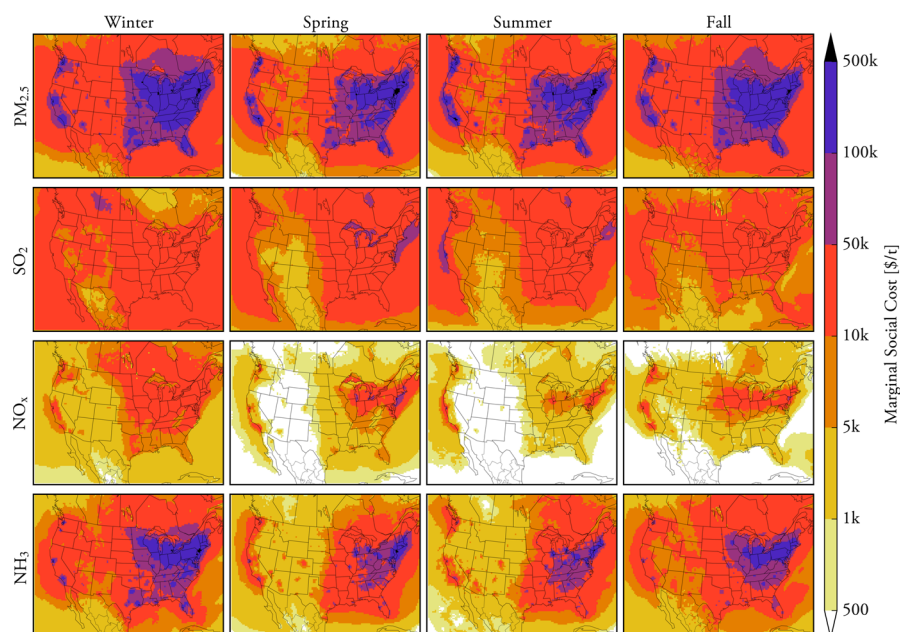 Winter Spring Summer Fall
PM2.5
SO2
NOx
NH3
500k
100k
50k
10k
5k
1k
500
Marginal Social Cost [$/t]